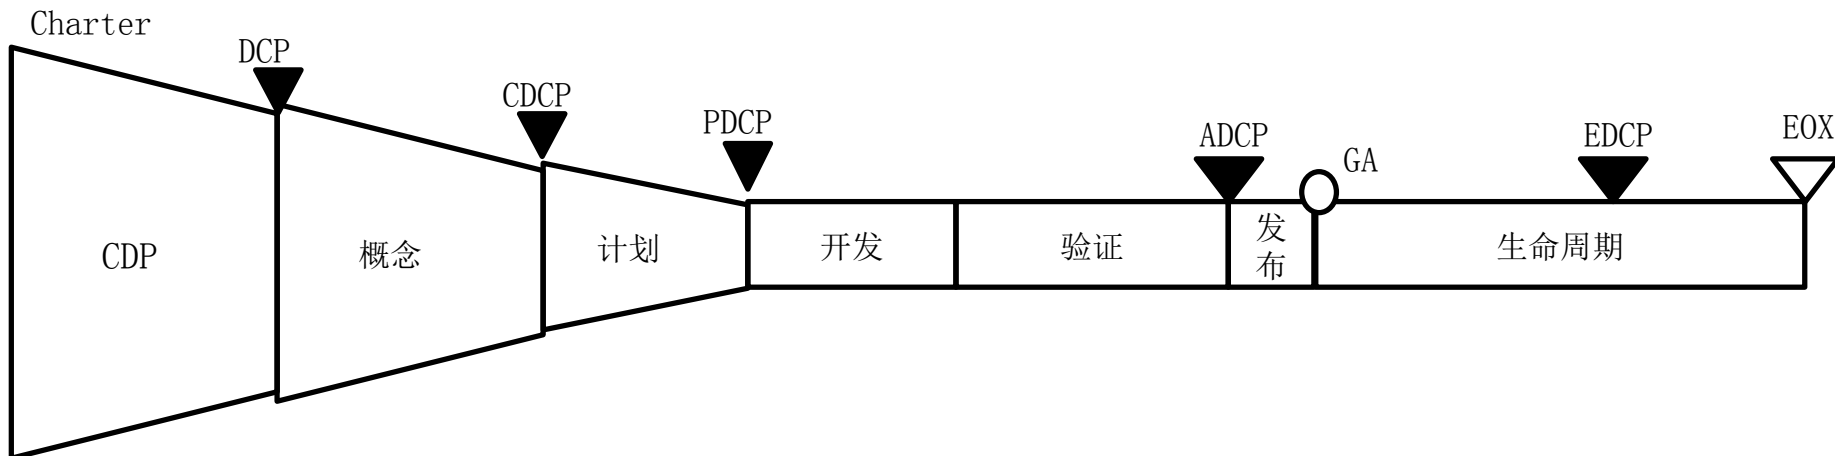 Charter
DCP
CDCP
PDCP
ADCP
GA
EDCP
EOX
CDP
概念
计划
开发
验证
发
布
生命周期